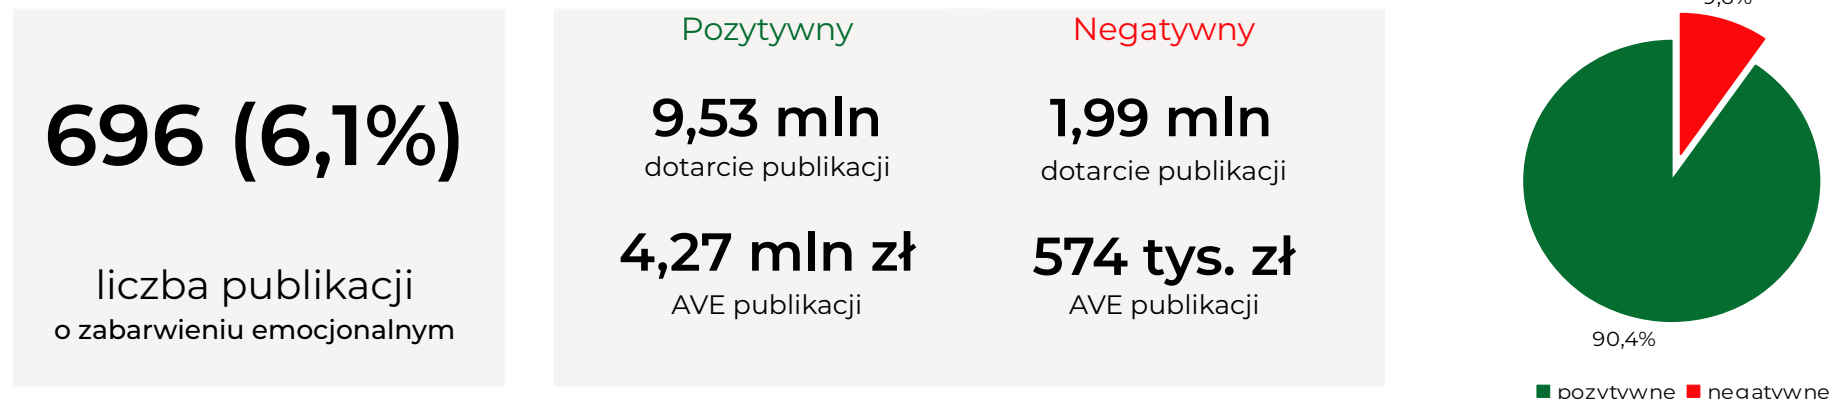 696 (6,1%)
liczba publikacji
o zabarwieniu emocjonalnym
Pozytywny
9,53 mln
dotarcie publikacji
4,27 mln zł
AVE publikacji
Negatywny
1,99 mln
dotarcie publikacji
574 tys. zł
AVE publikacji
90,4%
pozytywne negatywne